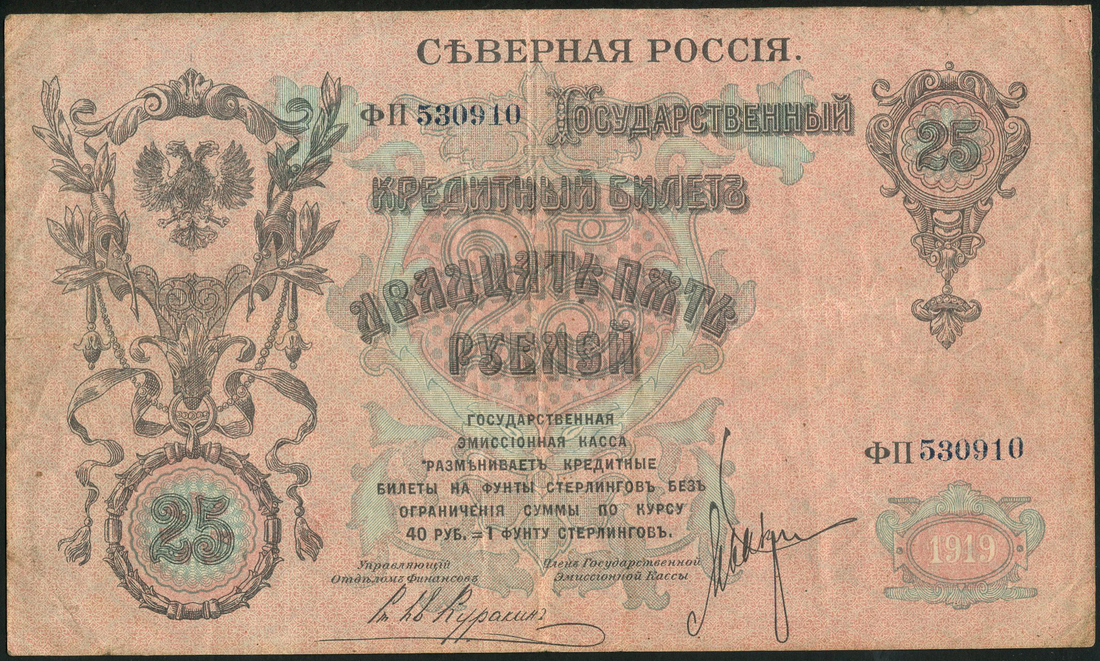 СѢВЕРНАЯ РОССІЯ.
ФП 530910
ГОСУДАРСТВЕННЫЙ
25
КРЕДИТНЫЙ БИЛЕТЪ
25
ДВАДЦАТЬ ПЯТЬ
РУБЛЕЙ
ГОСУДАРСТВЕННАЯ
ЭМИССІОННАЯ КАССА
РАЗМѢНИВАЕТЪ КРЕДИТНЫЕ
БИЛЕТЫ НА ФУНТЫ СТЕРЛИНГОВЪ БЕЗЪ
ОГРАНИЧЕНІЯ СУММЫ ПО КУРСУ
40 РУБ. = 1 ФУНТУ СТЕРЛИНГОВЪ.
ФП 530910
25
1919
Управляющій
Отдѣломъ Финансовъ
Членъ Государственной
Эмиссіонной Кассы
Куракинъ